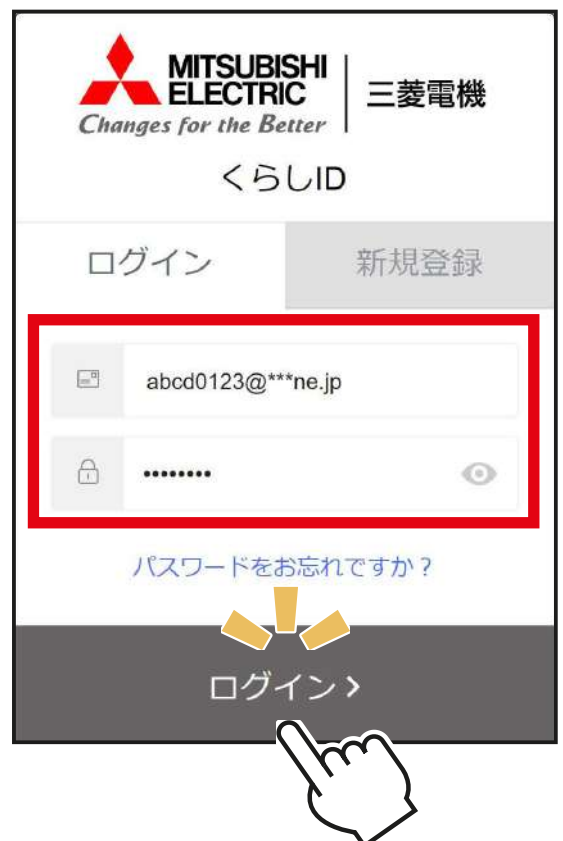 MITSUBISHI
ELECTRIC
Changes for the Better
三菱電機
くらしID
ログイン
新規登録
abcd0123@***ne.jp
••••••••
パスワードをお忘れですか？
ログイン>